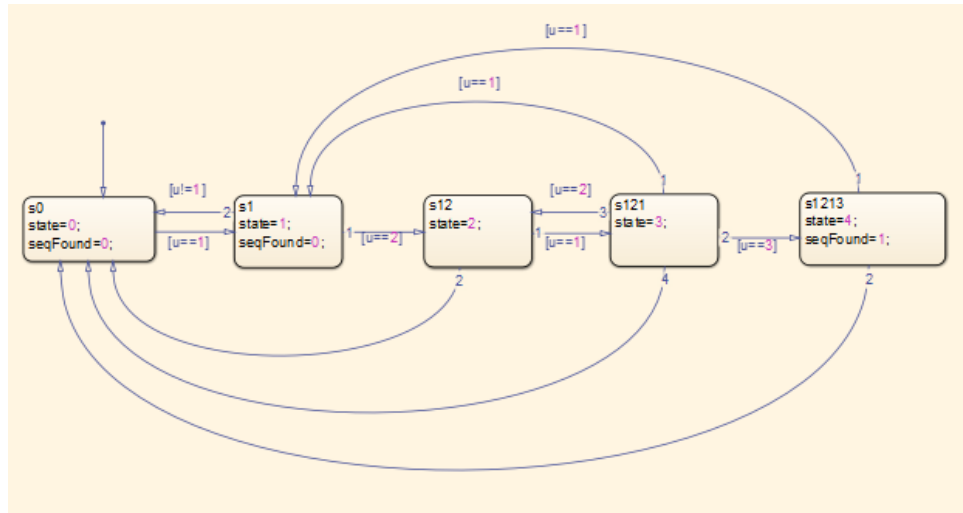 [u==1]
[u==1]
1
1
[u!=1]
[u==2]
s0
state=0;
seqFound=0;
2
s1
state=1;
seqFound=0;
s12
state=2;
3
s121
state=3;
s1213
state=4;
seqFound=1;
[u==1]
1
[u==2]
1
[u==1]
2
[u==3]
2
4
2